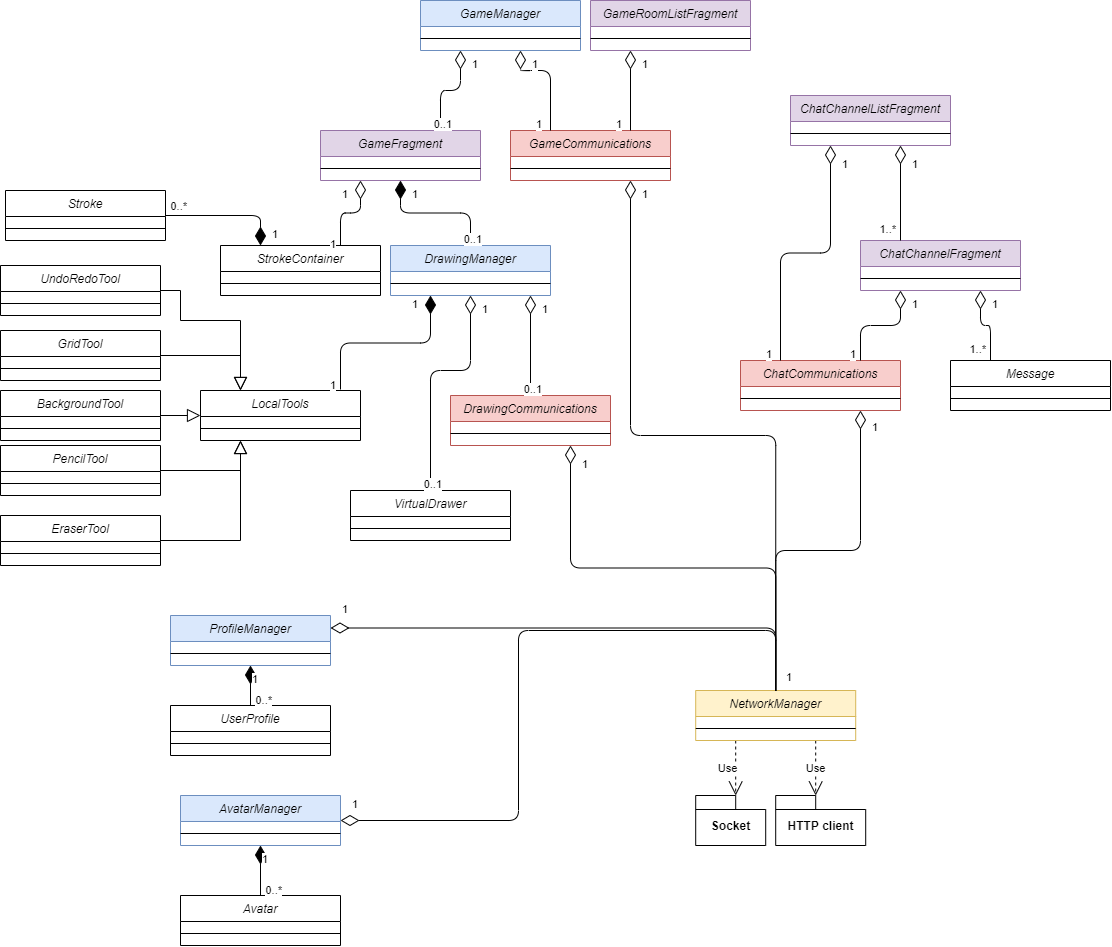 GameManager
GameRoomListFragment
1
1
1
ChatChannelListFragment
0..1
1
1
GameFragment
GameCommunications
1
1
1
1
1
Stroke
0..*
1..*
1
1
0..1
StrokeContainer
DrawingManager
ChatChannelFragment
UndoRedoTool
1
1
1
1
1
GridTool
1
1
1..*
ChatCommunications
Message
1
0..1
BackgroundTool
LocalTools
DrawingCommunications
1
PencilTool
1
0..1
VirtualDrawer
EraserTool
1
ProfileManager
1
1
0..*
UserProfile
NetworkManager
Use
Use
1
AvatarManager
Socket
HTTP client
1
0..*
Avatar